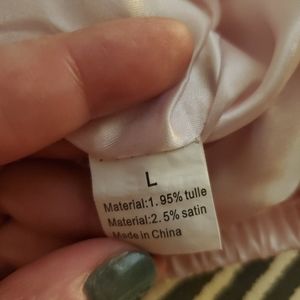 L
Material:1.95% tulle
Material:2.5% satin
Made in China